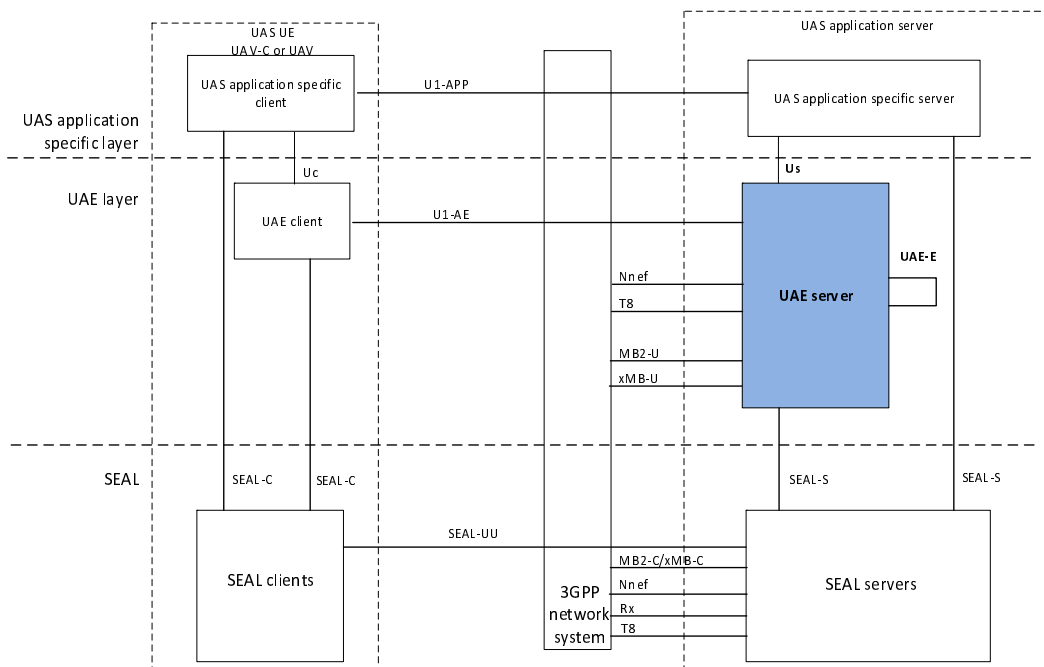 UAS UE
UAV-C or UAV
UAS application server
UAS application specific
client
U1-APP
UAS application specific server
UAS application
specific layer
Uc
Us
UAE layer
UAE client
U1-AE
UAE-E
Nnef
UAE server
T8
MB2-U
xMB-U
SEAL
SEAL-C
SEAL-C
SEAL-S
SEAL-S
SEAL-UU
MB2-C/xMB-C
SEAL clients
Nnef
SEAL servers
3GPP
network
system
Rx
T8